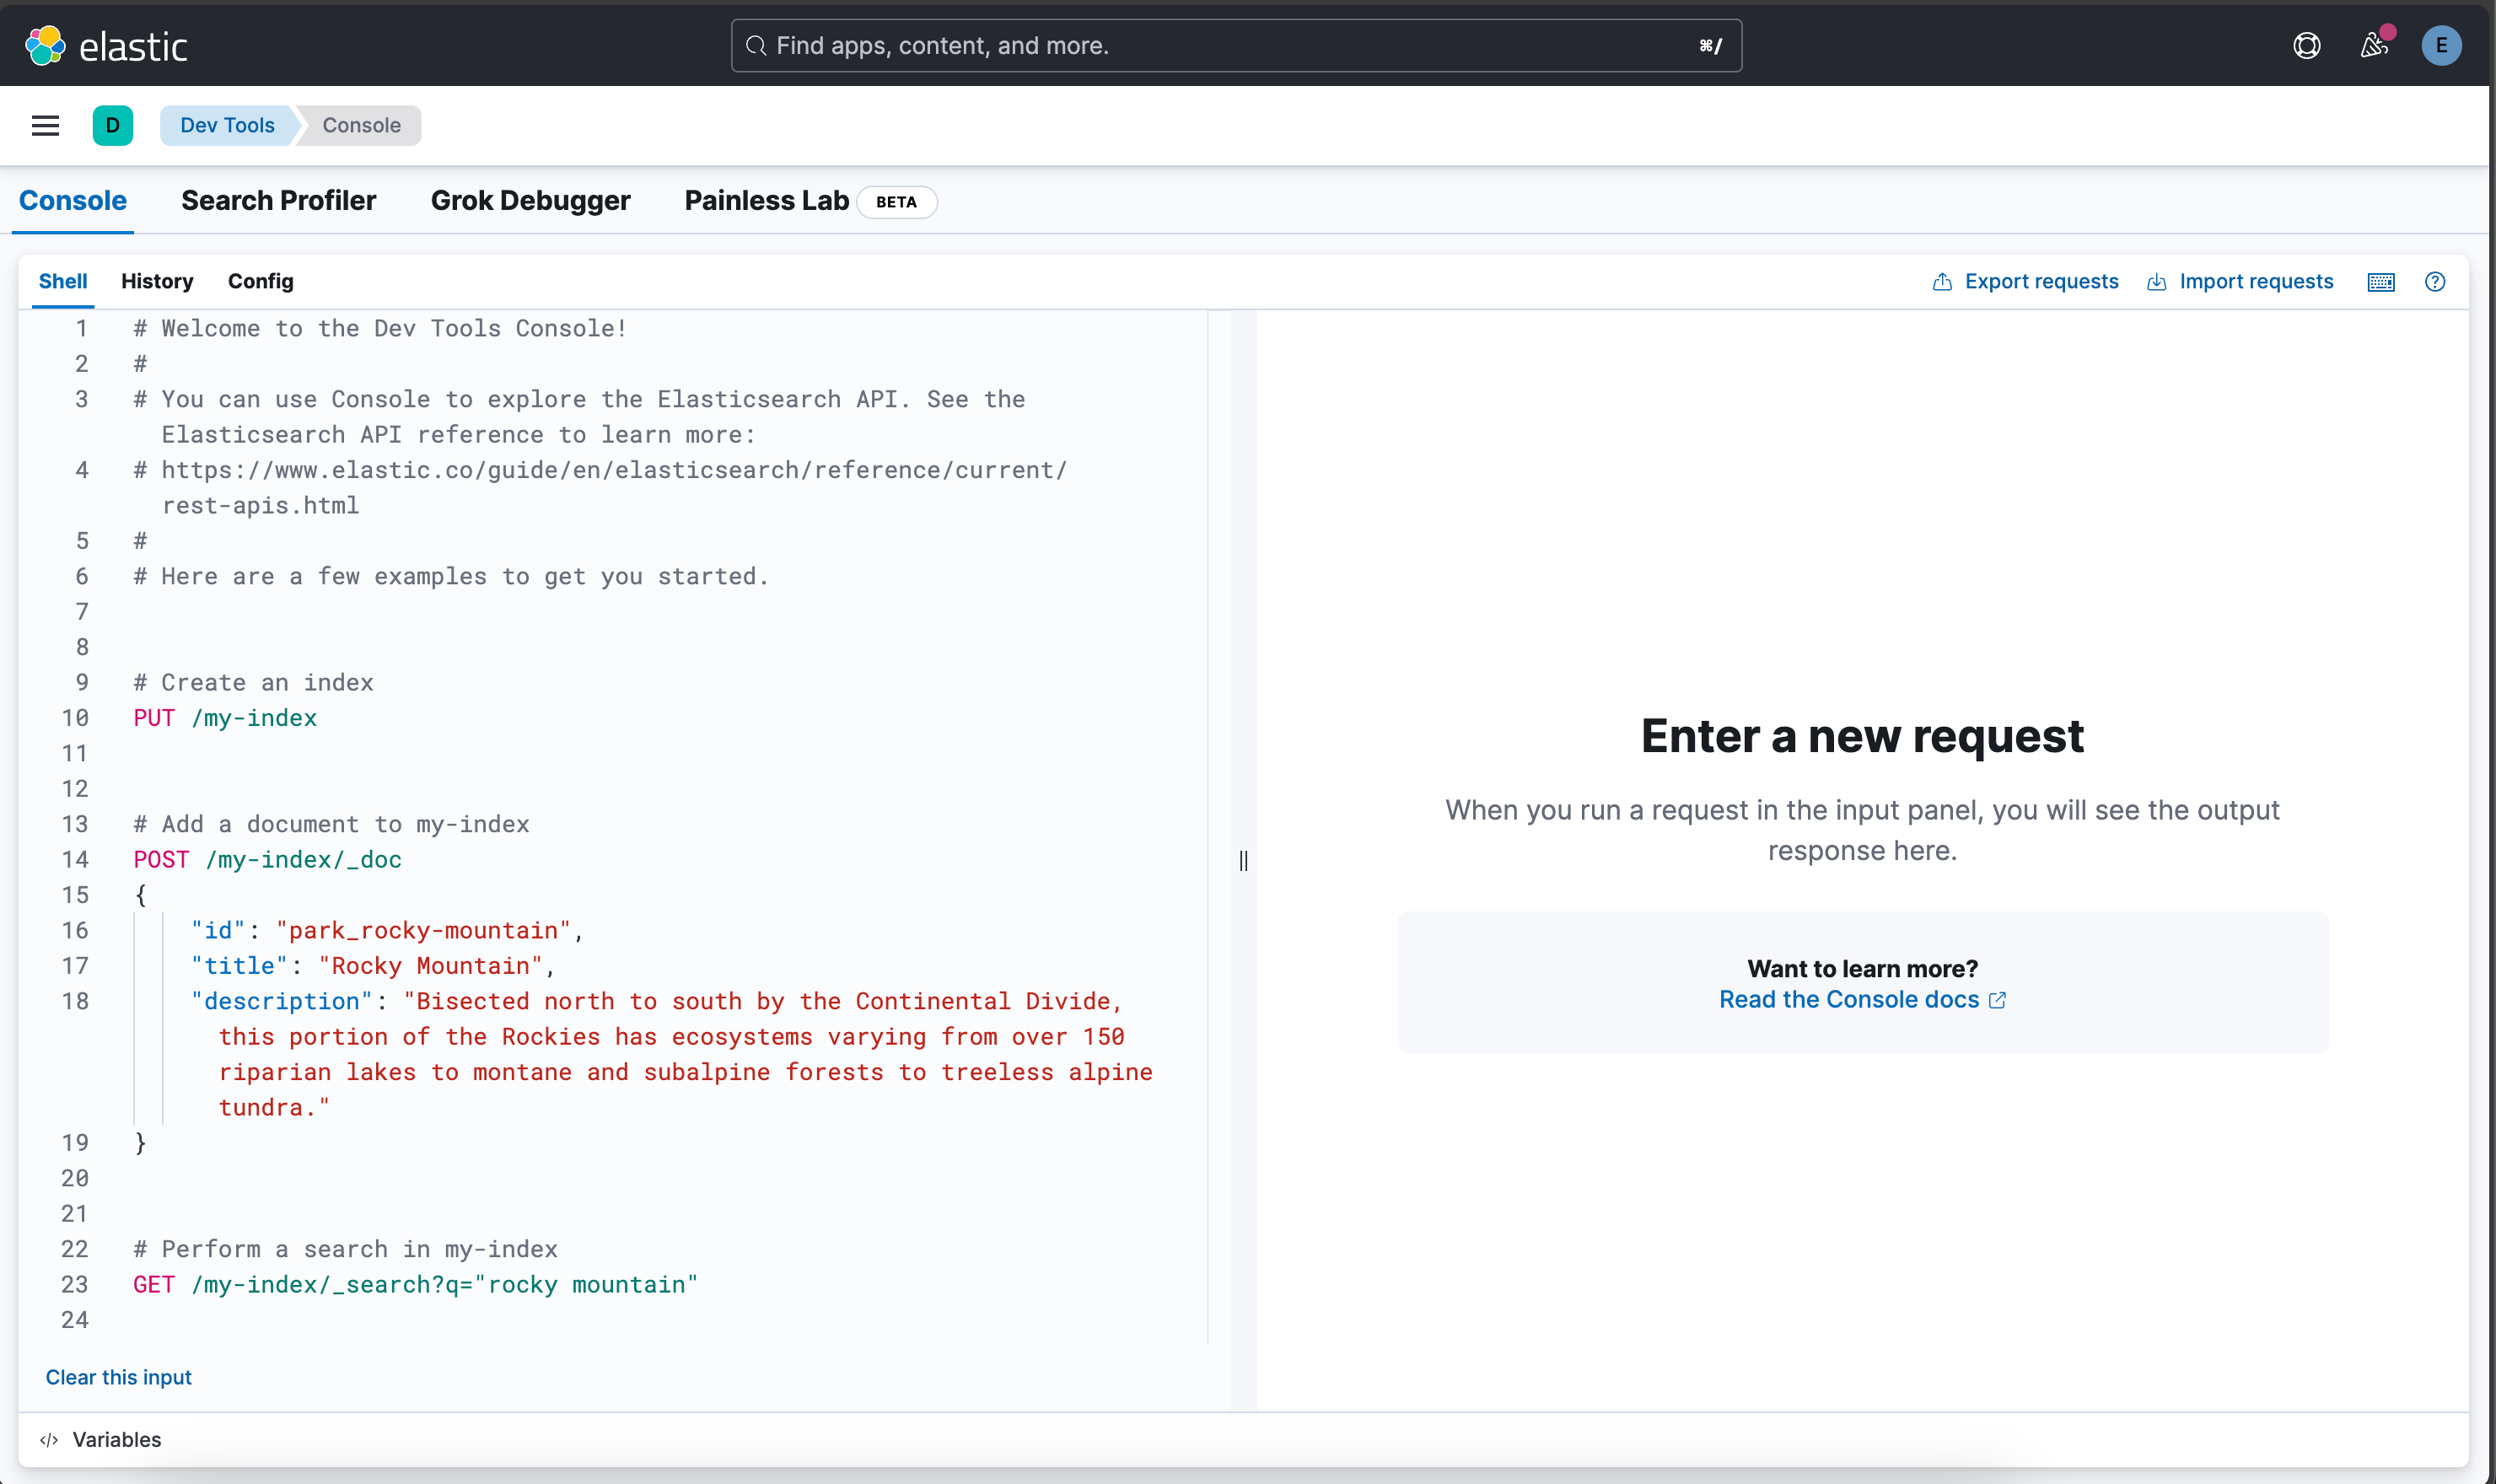 elastic
Find apps, content, and more.
⌘/
E
D
Dev Tools
Console
Console
Search Profiler
Grok Debugger
Painless Lab
BETA
Shell
History
Config
Export requests
Import requests
1 # Welcome to the Dev Tools Console!
2 #
3 # You can use Console to explore the Elasticsearch API. See the
Elasticsearch API reference to learn more:
4 # https://www.elastic.co/guide/en/elasticsearch/reference/current/
rest-apis.html
5 #
6 # Here are a few examples to get you started.
7
8
9 # Create an index
10 PUT /my-index
11
12
13 # Add a document to my-index
14 POST /my-index/_doc
15 {
16 "id": "park_rocky-mountain",
17 "title": "Rocky Mountain",
18 "description": "Bisected north to south by the Continental Divide,
this portion of the Rockies has ecosystems varying from over 150
riparian lakes to montane and subalpine forests to treeless alpine
tundra."
19 }
20
21
22 # Perform a search in my-index
23 GET /my-index/_search?q="rocky mountain"
24
Clear this input
Enter a new request
When you run a request in the input panel, you will see the output
response here.
Want to learn more?
Read the Console docs
</> Variables